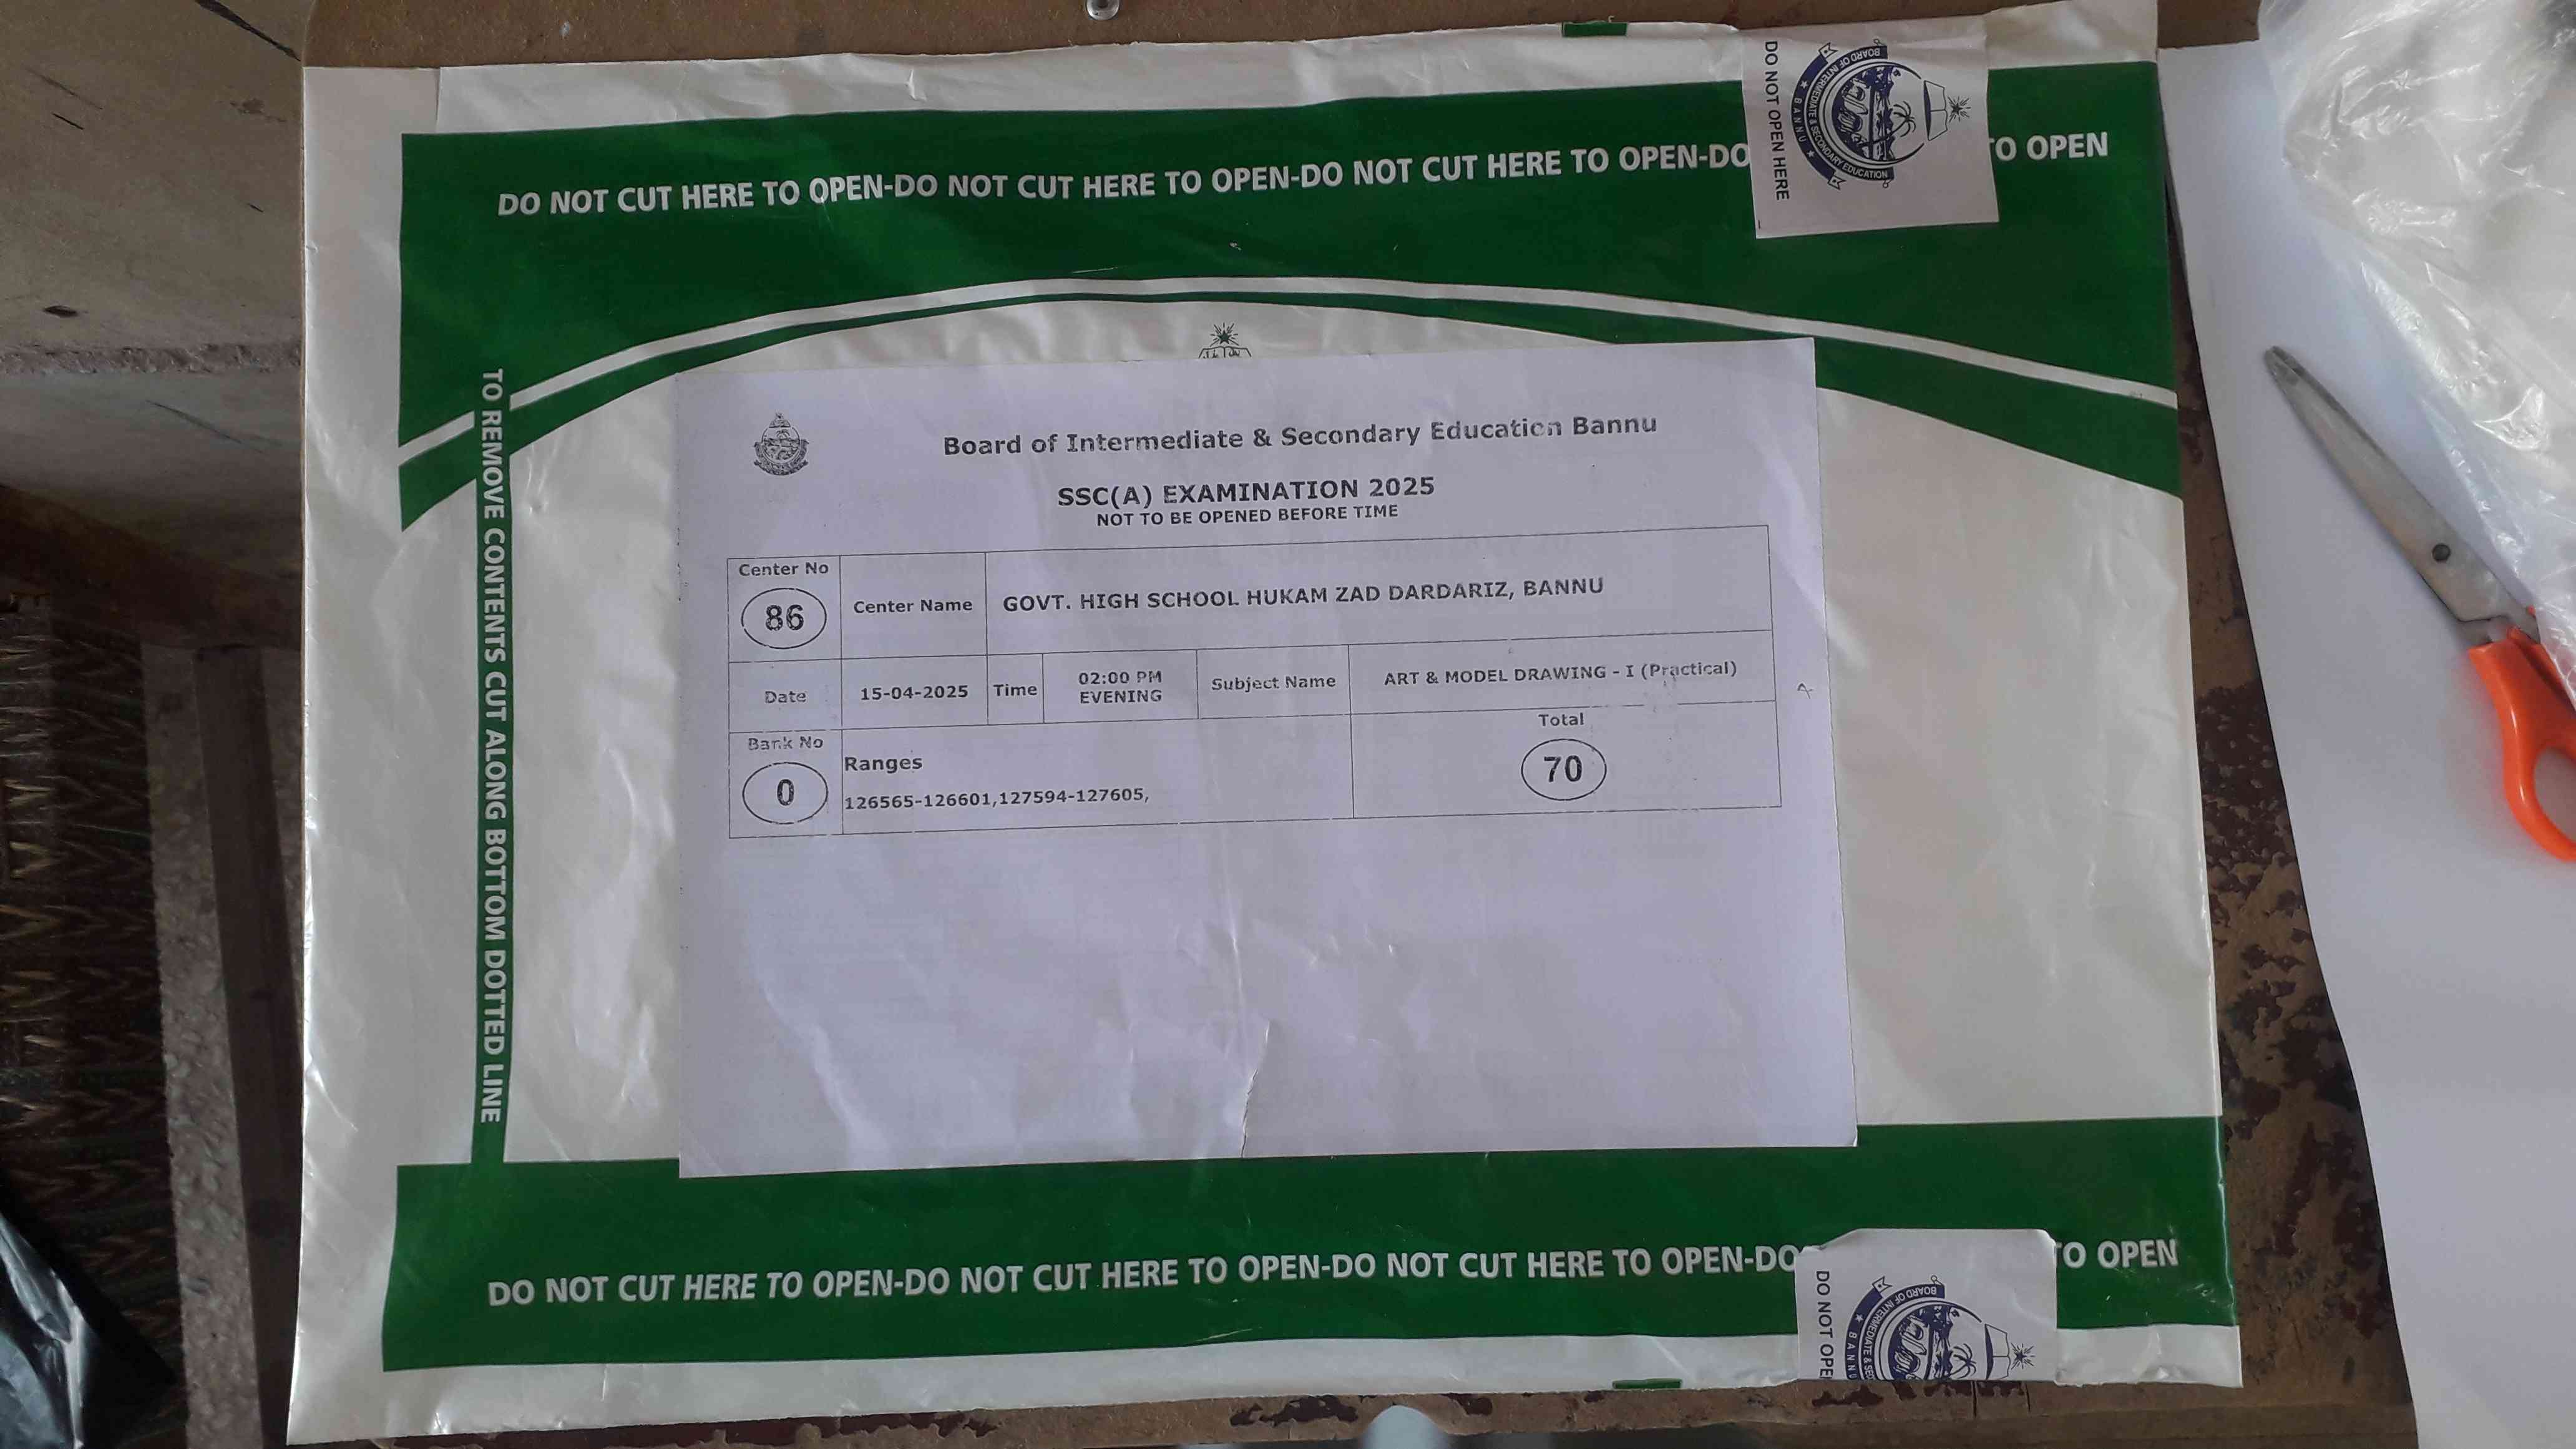 DO NOT CUT HERE TO OPEN-DO NOT CUT HERE TO OPEN-DO NOT CUT HERE TO OPEN-DO
TO OPEN
DO NOT OPEN HERE
BOARD OF INTERMEDIATE & SECONDARY EDUCATION
★ BANNU ★
TO REMOVE CONTENTS CUT ALONG BOTTOM DOTTED LINE
Board of Intermediate & Secondary Education Bannu
SSC(A) EXAMINATION 2025
NOT TO BE OPENED BEFORE TIME
Center No
86
Center Name
GOVT. HIGH SCHOOL HUKAM ZAD DARDARIZ, BANNU
Date
15-04-2025
Time
02:00 PM
EVENING
Subject Name
ART & MODEL DRAWING - I (Practical)
Bank No
0
Ranges
126565-126601,127594-127605,
Total
70
DO NOT CUT HERE TO OPEN-DO NOT CUT HERE TO OPEN-DO NOT CUT HERE TO OPEN-DO
TO OPEN
DO NOT OPE
BOARD OF INTERMEDIATE & SEC
★ BANN